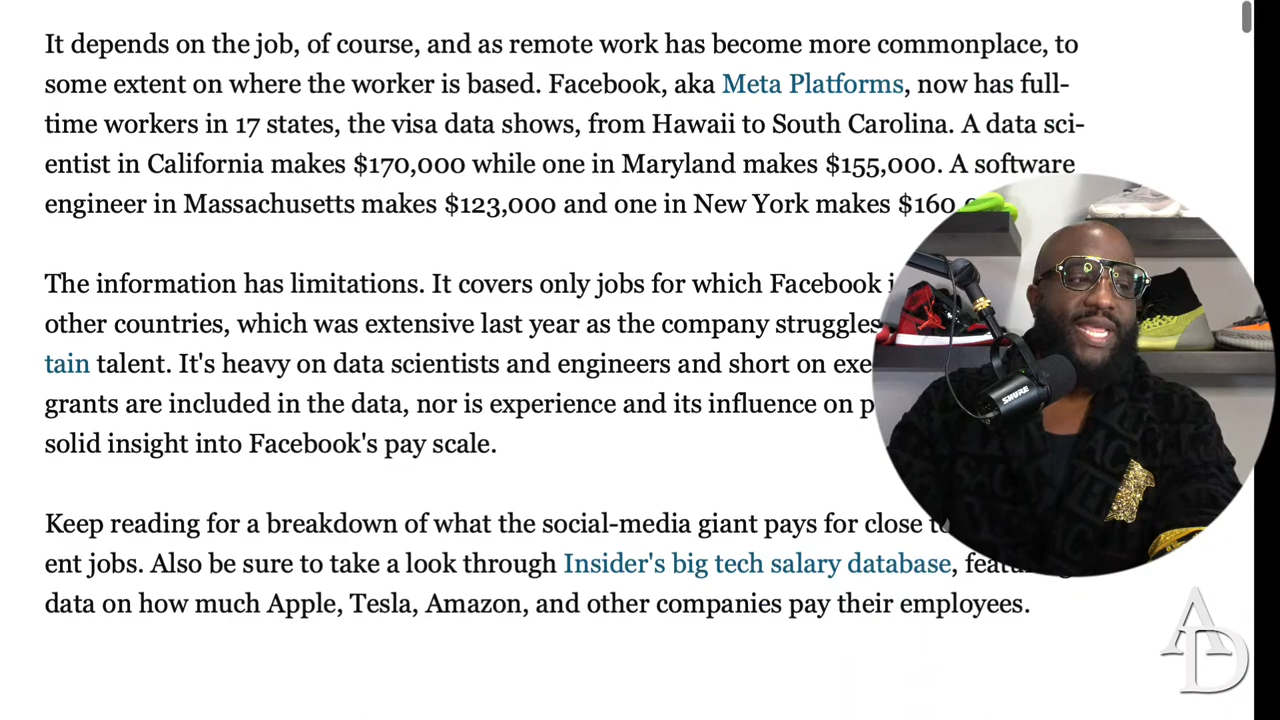 It depends on the job, of course, and as remote work has become more commonplace, to
some extent on where the worker is based. Facebook, aka Meta Platforms, now has full-
time workers in 17 states, the visa data shows, from Hawaii to South Carolina. A data sci-
entist in California makes $170,000 while one in Maryland makes $155,000. A software
engineer in Massachusetts makes $123,000 and one in New York makes $160
The information has limitations. It covers only jobs for which Facebook
other countries, which was extensive last year as the company struggles
tain talent. It's heavy on data scientists and engineers and short on exe
grants are included in the data, nor is experience and its influence on p
solid insight into Facebook's pay scale.
Keep reading for a breakdown of what the social-media giant pays for close
ent jobs. Also be sure to take a look through Insider's big tech salary database,
data on how much Apple, Tesla, Amazon, and other companies pay their employees.
SHURE
AD